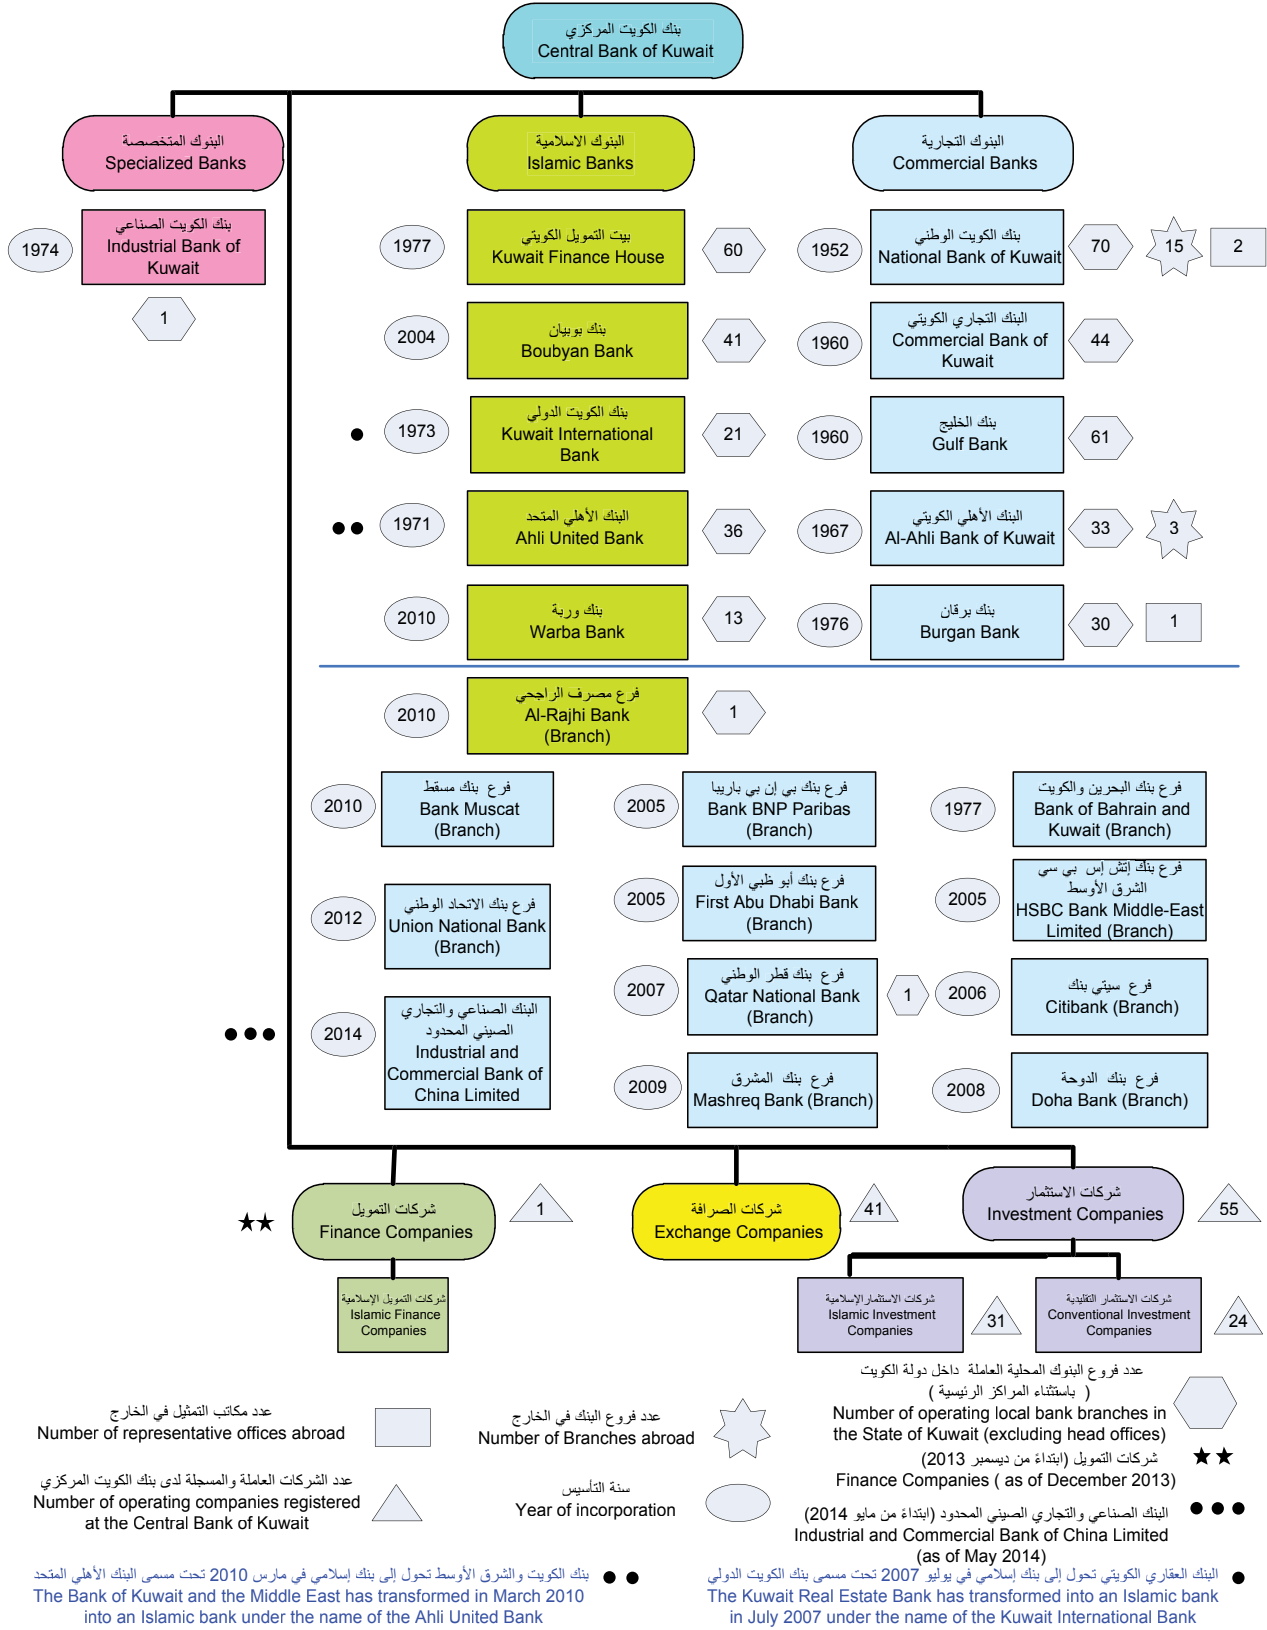 بنك الكويت المركزي
Central Bank of Kuwait
البنوك المتخصصة
Specialized Banks
البنوك الاسلامية
Islamic Banks
البنوك التجارية
Commercial Banks
1974
بنك الكويت الصناعي
Industrial Bank of
Kuwait
1
1977
بيت التمويل الكويتي
Kuwait Finance House
60
1952
بنك الكويت الوطني
National Bank of Kuwait
70
15
2
2004
بنك بوبيان
Boubyan Bank
41
1960
البنك التجاري الكويتي
Commercial Bank of
Kuwait
44
1973
بنك الكويت الدولي
Kuwait International
Bank
21
1960
بنك الخليج
Gulf Bank
61
1971
البنك الأهلي المتحد
Ahli United Bank
36
1967
البنك الأهلي الكويتي
Al-Ahli Bank of Kuwait
33
3
2010
بنك وربة
Warba Bank
13
1976
بنك برقان
Burgan Bank
30
1
2010
فرع مصرف الراجحي
Al-Rajhi Bank
(Branch)
1
2010
فرع بنك مسقط
Bank Muscat
(Branch)
2005
فرع بنك بي إن بي باريبا
Bank BNP Paribas
(Branch)
1977
فرع بنك البحرين والكويت
Bank of Bahrain and
Kuwait (Branch)
2012
فرع بنك الاتحاد الوطني
Union National Bank
(Branch)
2005
فرع بنك أبو ظبي الأول
First Abu Dhabi Bank
(Branch)
2005
فرع بنك إتش إس بي سي
الشرق الأوسط
HSBC Bank Middle-East
Limited (Branch)
2007
فرع بنك قطر الوطني
Qatar National Bank
(Branch)
1
2006
فرع سيتي بنك
Citibank (Branch)
2014
البنك الصناعي والتجاري
الصيني المحدود
Industrial and
Commercial Bank of
China Limited
2009
فرع بنك المشرق
Mashreq Bank (Branch)
2008
فرع بنك الدوحة
Doha Bank (Branch)
شركات التمويل
Finance Companies
1
شركات الصرافة
Exchange Companies
41
شركات الاستثمار
Investment Companies
55
شركات التمويل الإسلامية
Islamic Finance
Companies
شركات الاستثمار الإسلامية
Islamic Investment
Companies
31
شركات الاستثمار التقليدية
Conventional Investment
Companies
24
عدد فروع البنوك المحلية العاملة داخل دولة الكويت
( باستثناء المراكز الرئيسية )
Number of operating local bank branches in
the State of Kuwait (excluding head offices)
عدد فروع البنك في الخارج
Number of Branches abroad
عدد مكاتب التمثيل في الخارج
Number of representative offices abroad
شركات التمويل (ابتداءً من ديسمبر 2013)
Finance Companies ( as of December 2013)
سنة التأسيس
Year of incorporation
عدد الشركات العاملة والمسجلة لدى بنك الكويت المركزي
Number of operating companies registered
at the Central Bank of Kuwait
البنك الصناعي والتجاري الصيني المحدود (ابتداءً من مايو 2014)
Industrial and Commercial Bank of China Limited
(as of May 2014)
البنك العقاري الكويتي تحول إلى بنك إسلامي في يوليو 2007 تحت مسمى بنك الكويت الدولي
The Kuwait Real Estate Bank has transformed into an Islamic bank
in July 2007 under the name of the Kuwait International Bank
بنك الكويت والشرق الأوسط تحول إلى بنك إسلامي في مارس 2010 تحت مسمى البنك الأهلي المتحد
The Bank of Kuwait and the Middle East has transformed in March 2010
into an Islamic bank under the name of the Ahli United Bank